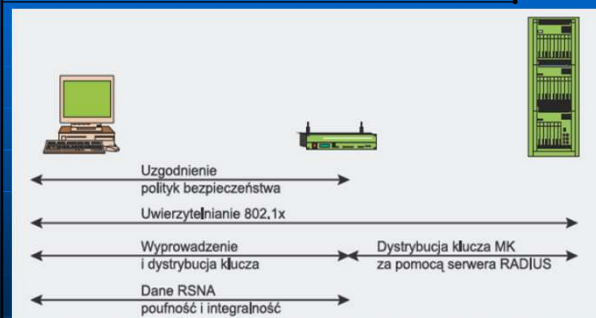 Uzgodnienie
polityk bezpieczeństwa
Uwierzytelnianie 802.1x
Wyprowadzenie
i dystrybucja klucza
Dystrybucja klucza MK
za pomocą serwera RADIUS
Dane RSNA
poufność i integralność